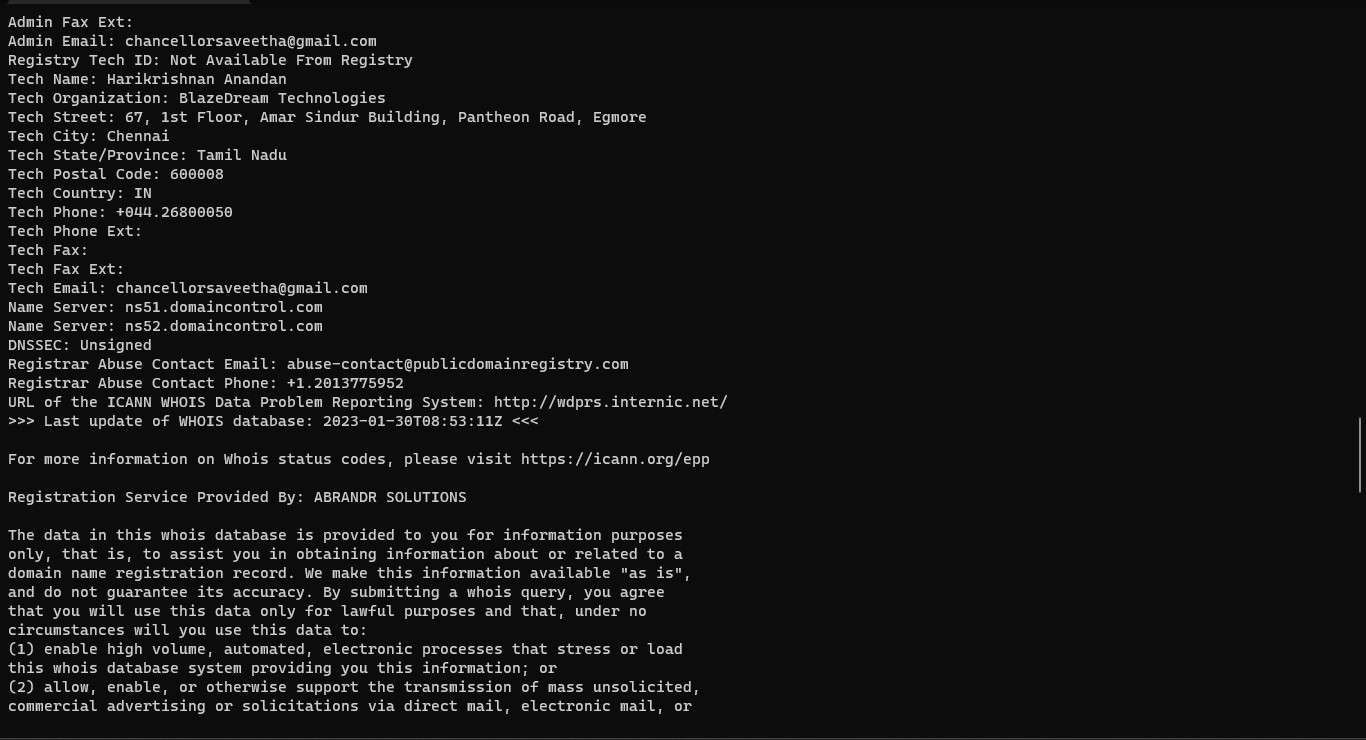 Admin Fax Ext:
Admin Email: chancellorsaveetha@gmail.com
Registry Tech ID: Not Available From Registry
Tech Name: Harikrishnan Anandan
Tech Organization: BlazeDream Technologies
Tech Street: 67, 1st Floor, Amar Sindur Building, Pantheon Road, Egmore
Tech City: Chennai
Tech State/Province: Tamil Nadu
Tech Postal Code: 600008
Tech Country: IN
Tech Phone: +044.26800050
Tech Phone Ext:
Tech Fax:
Tech Fax Ext:
Tech Email: chancellorsaveetha@gmail.com
Name Server: ns51.domaincontrol.com
Name Server: ns52.domaincontrol.com
DNSSEC: Unsigned
Registrar Abuse Contact Email: abuse-contact@publicdomainregistry.com
Registrar Abuse Contact Phone: +1.2013775952
URL of the ICANN WHOIS Data Problem Reporting System: http://wdprs.internic.net/
>>> Last update of WHOIS database: 2023-01-30T08:53:11Z <<<
For more information on Whois status codes, please visit https://icann.org/epp
Registration Service Provided By: ABRANDR SOLUTIONS
The data in this whois database is provided to you for information purposes
only, that is, to assist you in obtaining information about or related to a
domain name registration record. We make this information available "as is",
and do not guarantee its accuracy. By submitting a whois query, you agree
that you will use this data only for lawful purposes and that, under no
circumstances will you use this data to:
(1) enable high volume, automated, electronic processes that stress or load
this whois database system providing you this information; or
(2) allow, enable, or otherwise support the transmission of mass unsolicited,
commercial advertising or solicitations via direct mail, electronic mail, or